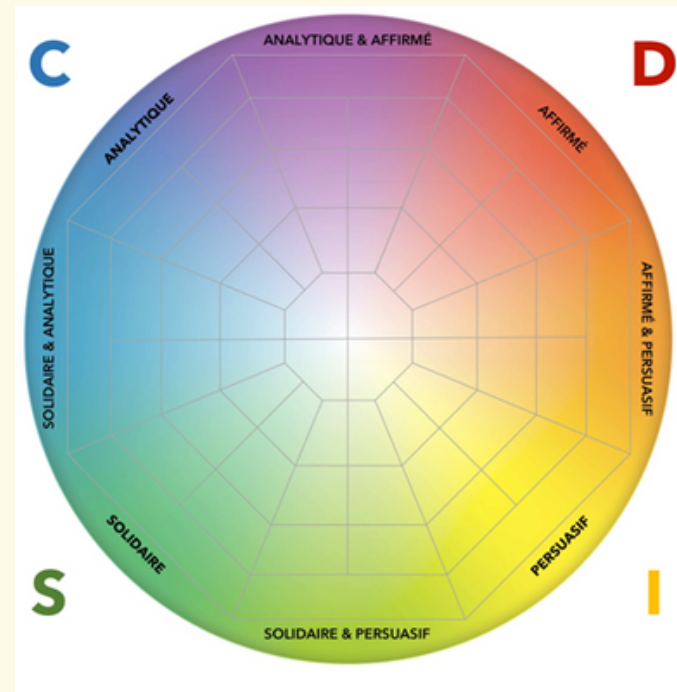 C
ANALYTIQUE & AFFIRMÉ
D
ANALYTIQUE
AFFIRMÉ
SOLIDAIRE & ANALYTIQUE
AFFIRMÉ & PERSUASIF
SOLIDAIRE
PERSUASIF
S
SOLIDAIRE & PERSUASIF
I